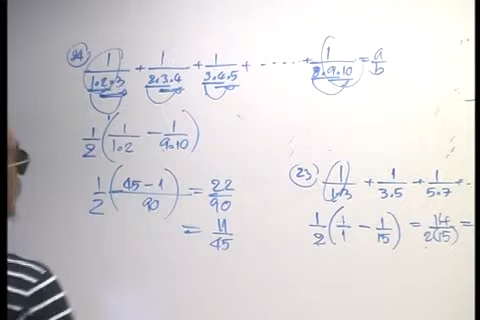 24) 1/1.2.3 + 1/2.3.4 + 1/3.4.5 + ...... + 1/8.9.10 = a/b
1/2 (1/1.2 - 1/9.10)
1/2 (45-1/90) = 22/90
= 11/45
23) 1/1.3 + 1/3.5 + 1/5.7 + ..
1/2 (1/1 - 1/15) = 14/2(15) =